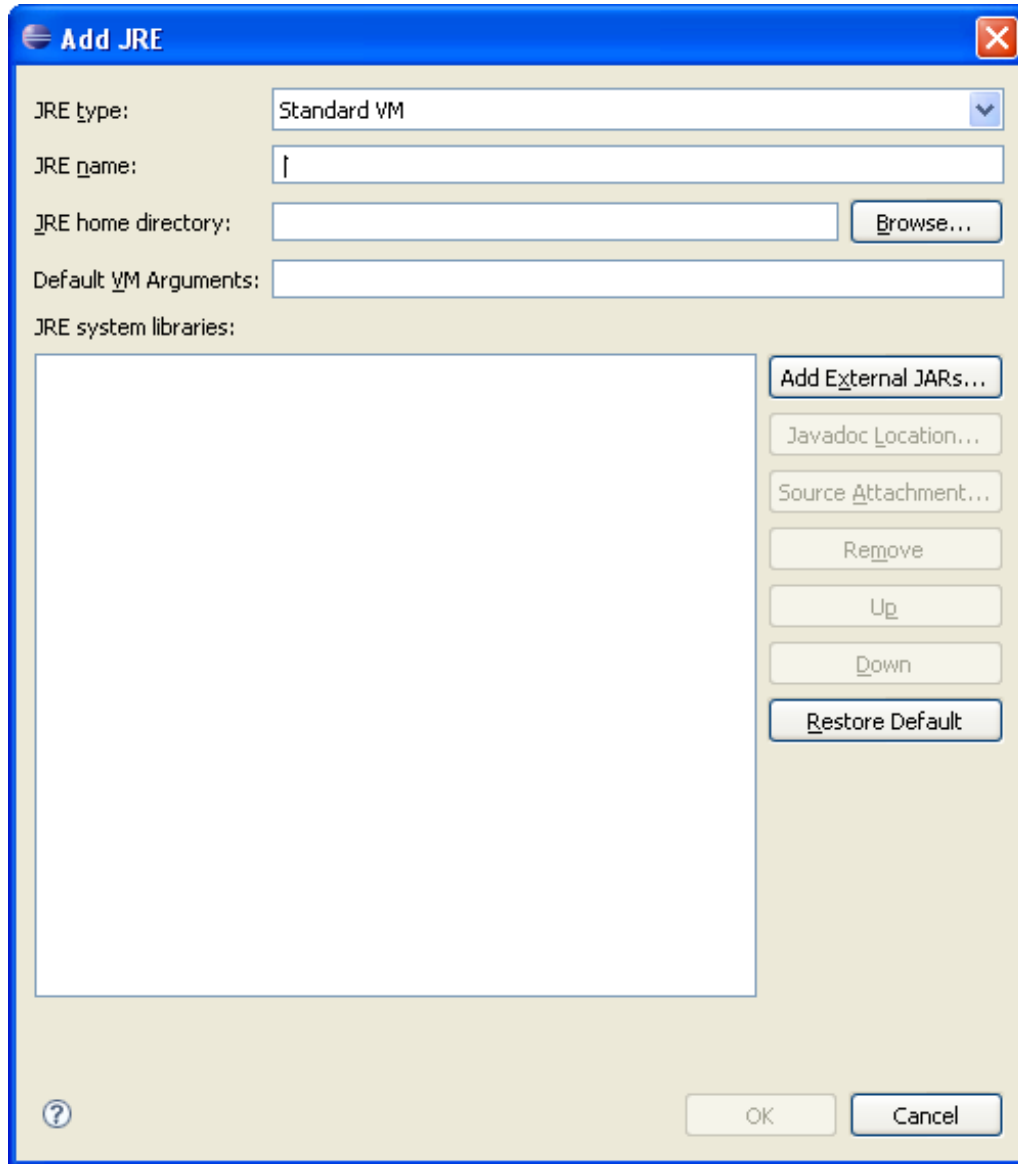 Add JRE
JRE type: Standard VM
JRE name:
JRE home directory: Browse...
Default VM Arguments:
JRE system libraries:
Add External JARs...
Javadoc Location...
Source Attachment...
Remove
Up
Down
Restore Default
OK Cancel